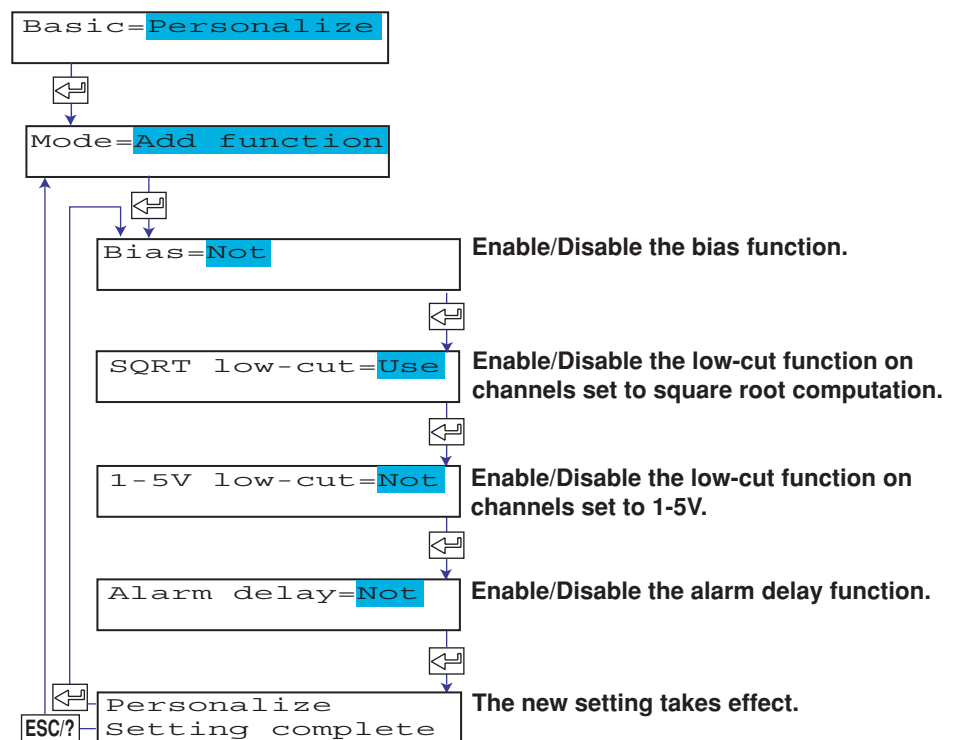 Basic=Personalize
Mode=Add function
Bias=Not
Enable/Disable the bias function.
SQRT low-cut=Use
Enable/Disable the low-cut function on
channels set to square root computation.
1-5V low-cut=Not
Enable/Disable the low-cut function on
channels set to 1-5V.
Alarm delay=Not
Enable/Disable the alarm delay function.
Personalize
Setting complete
The new setting takes effect.
ESC/?